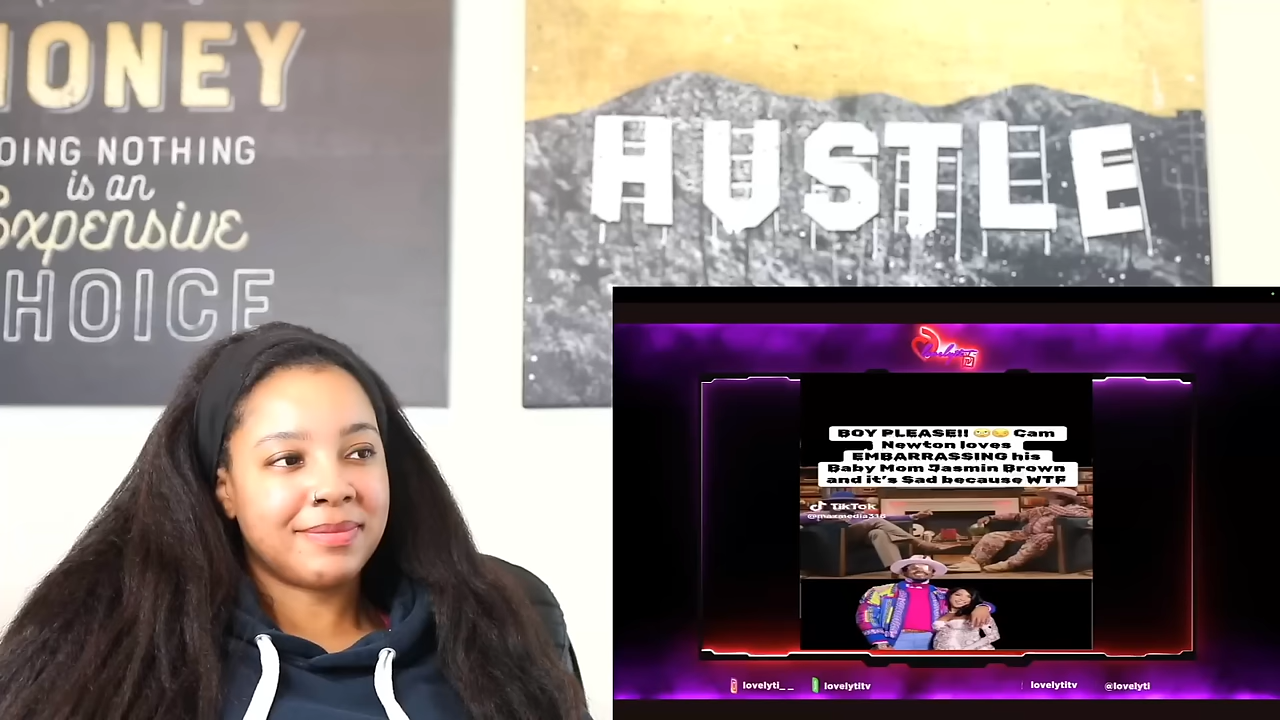 MONEY
DOING NOTHING
is an
Expensive
CHOICE
HUSTLE
BOY PLEASE!! 🙄😒 Cam
Newton loves
EMBARRASSING his
Baby Mom Jasmin Brown
and it's Sad because WTF
TikTok
@maxmedia318
lovelyti__
lovelytitv
lovelytitv
@lovelyti